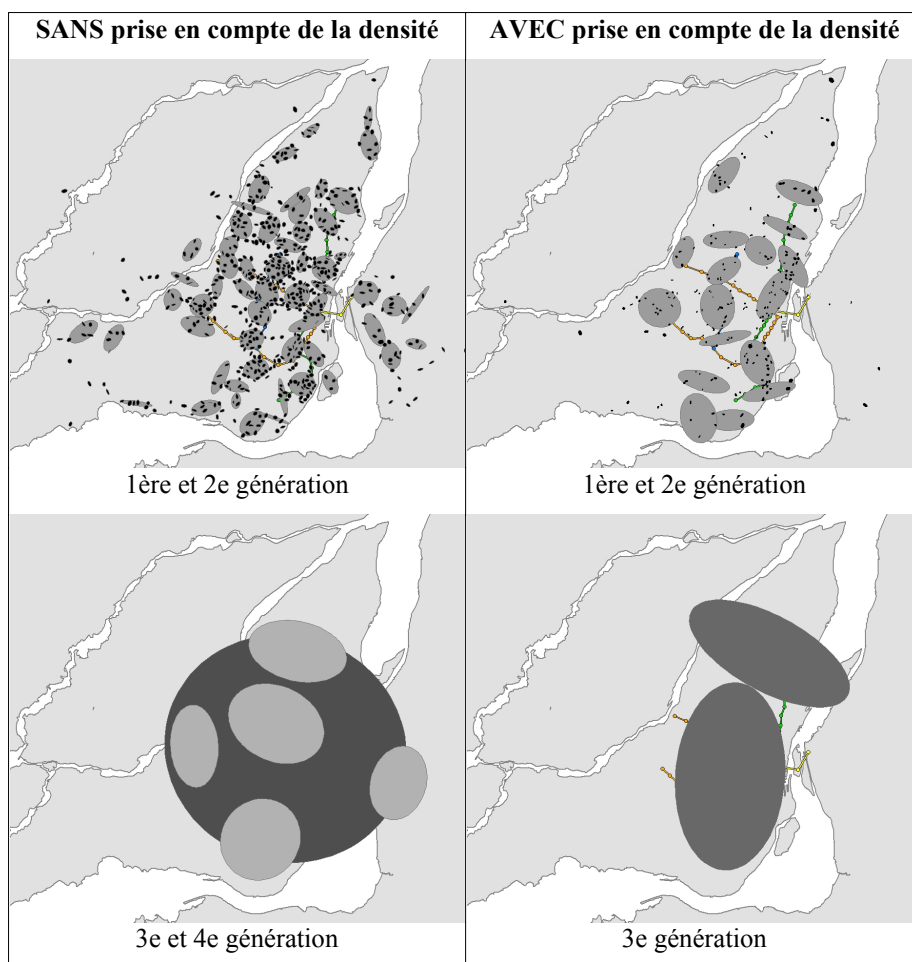 SANS prise en compte de la densité
AVEC prise en compte de la densité
1ère et 2e génération
1ère et 2e génération
3e et 4e génération
3e génération